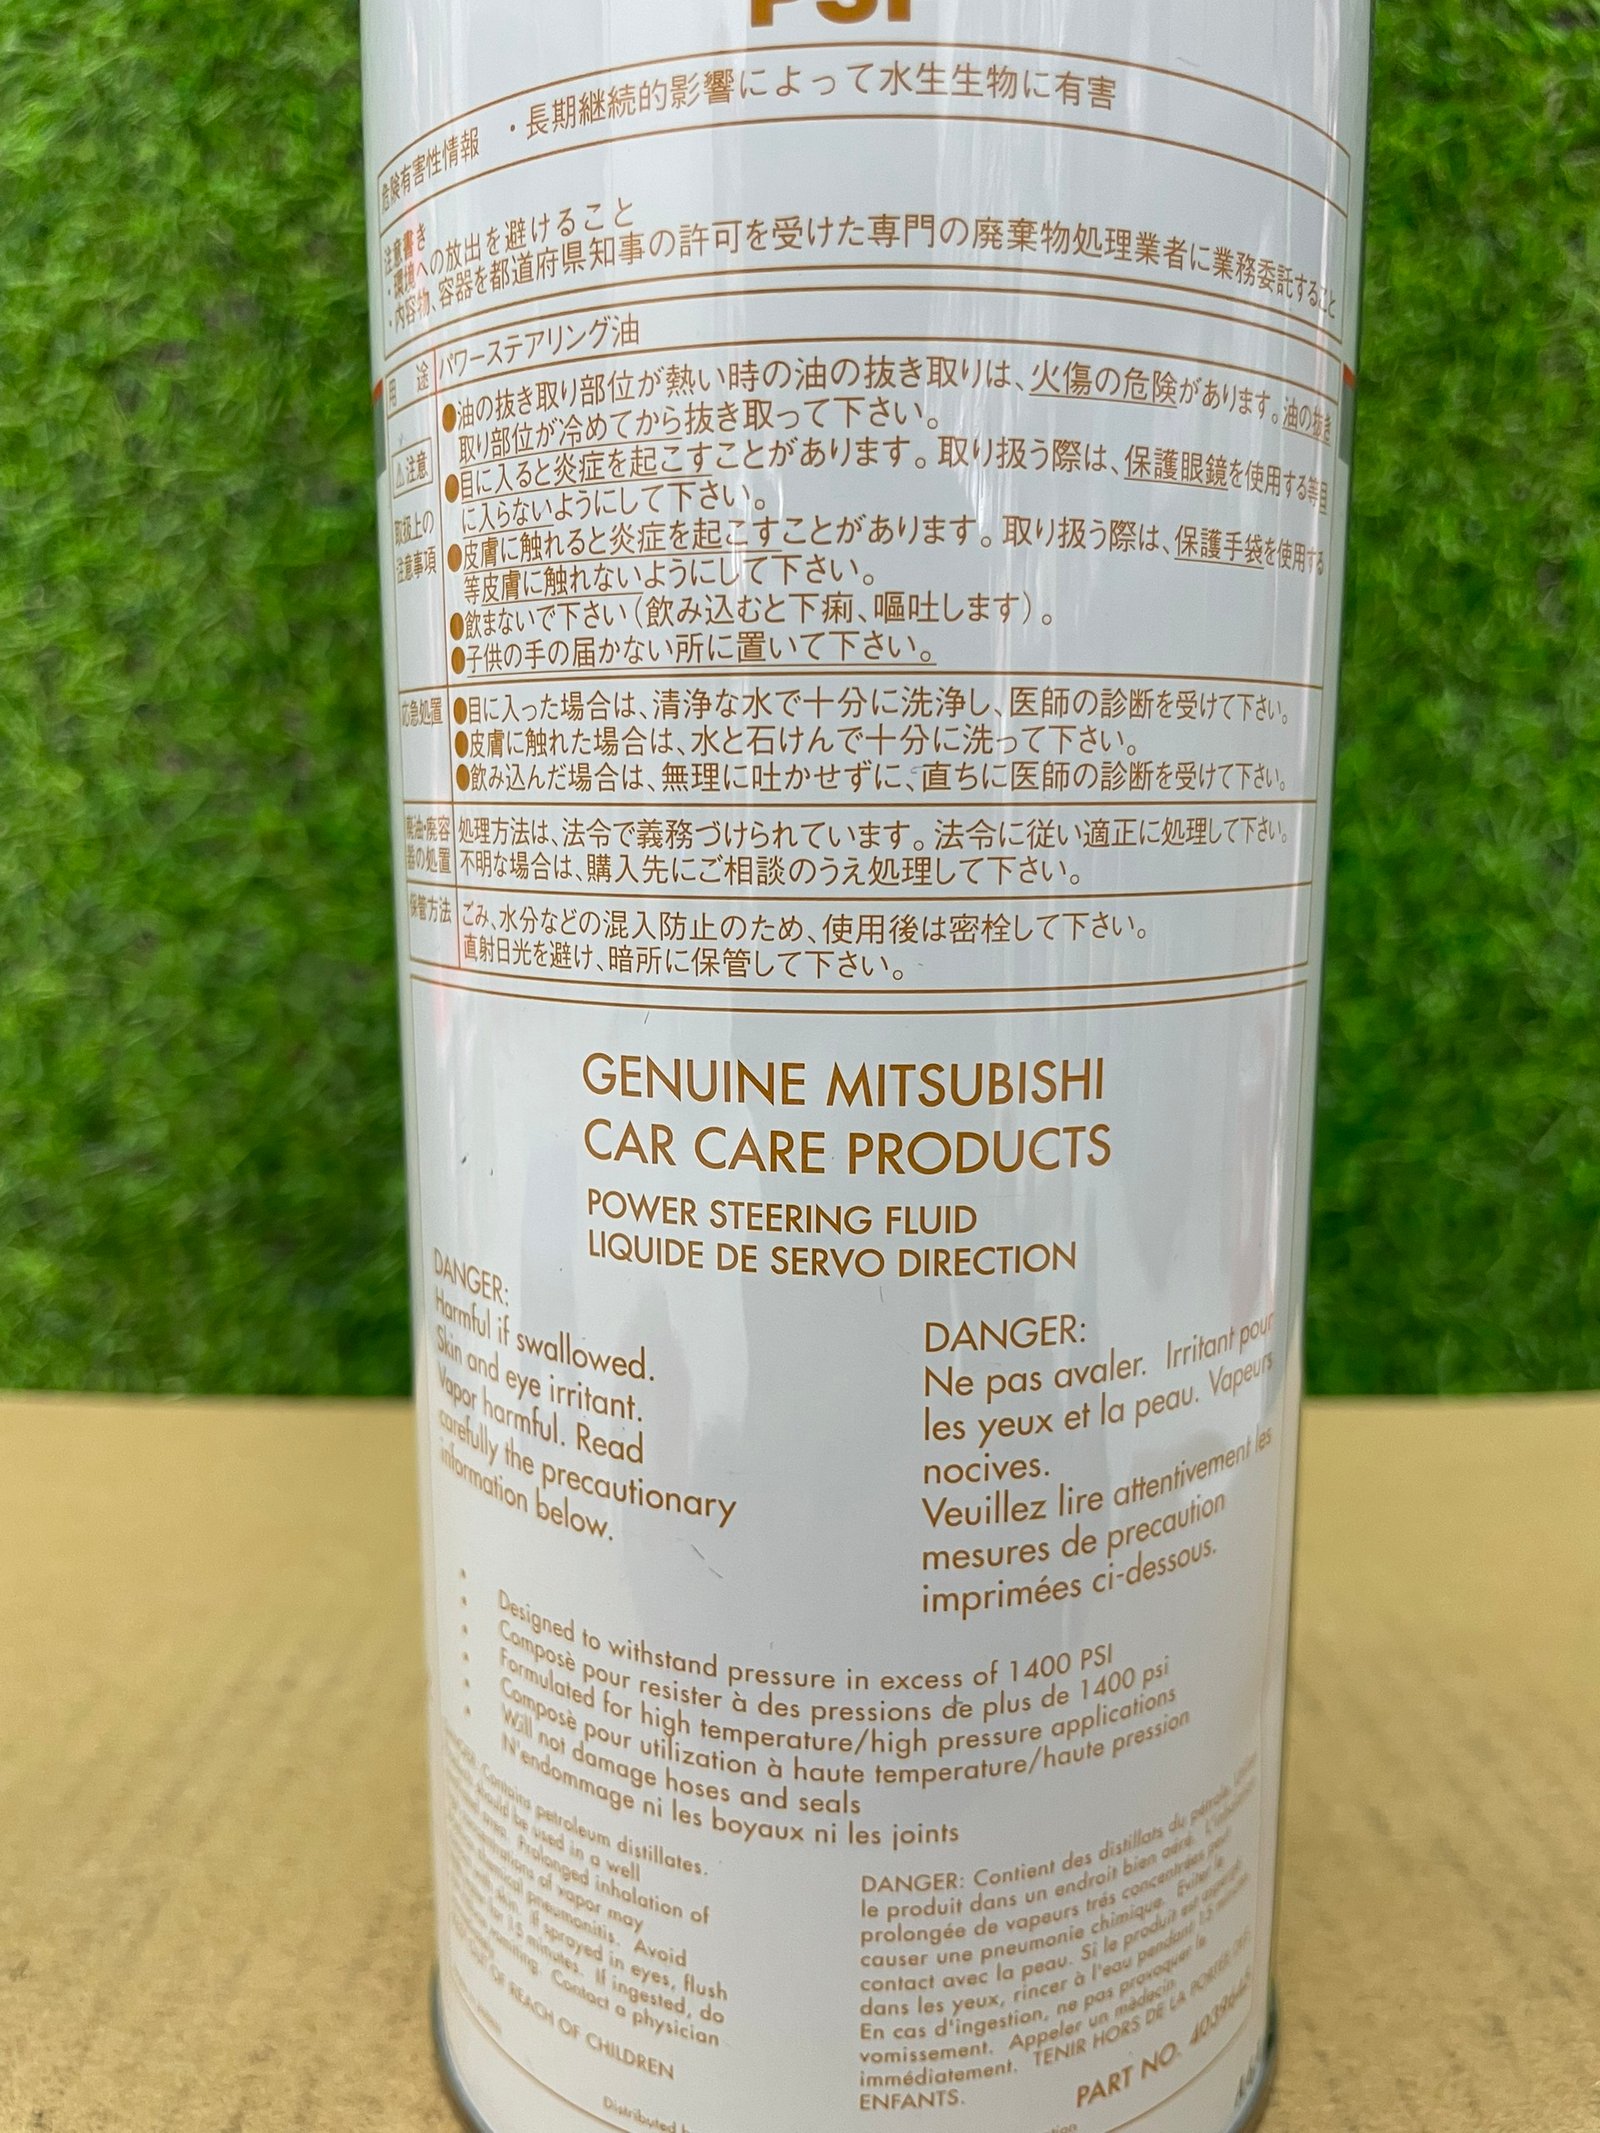 PSF
危険有害性情報 ・長期継続的影響によって水生生物に有害
注意書き
・環境への放出を避けること
・内容物、容器を都道府県知事の許可を受けた専門の廃棄物処理業者に業務委託すること
用 途 パワーステアリング油
⚠注意
取扱上の
注意事項
●油の抜き取り部位が熱い時の油の抜き取りは、火傷の危険があります。油の抜き
取り部位が冷めてから抜き取って下さい。
●目に入ると炎症を起こすことがあります。取り扱う際は、保護眼鏡を使用する等目
に入らないようにして下さい。
●皮膚に触れると炎症を起こすことがあります。取り扱う際は、保護手袋を使用する
等皮膚に触れないようにして下さい。
●飲まないで下さい（飲み込むと下痢、嘔吐します）。
●子供の手の届かない所に置いて下さい。
応急処置 ●目に入った場合は、清浄な水で十分に洗浄し、医師の診断を受けて下さい。
●皮膚に触れた場合は、水と石けんで十分に洗って下さい。
●飲み込んだ場合は、無理に吐かせずに、直ちに医師の診断を受けて下さい。
廃油・廃容 処理方法は、法令で義務づけられています。法令に従い適正に処理して下さい。
器の処置 不明な場合は、購入先にご相談のうえ処理して下さい。
保管方法 ごみ、水分などの混入防止のため、使用後は密栓して下さい。
直射日光を避け、暗所に保管して下さい。
GENUINE MITSUBISHI
CAR CARE PRODUCTS
POWER STEERING FLUID
LIQUIDE DE SERVO DIRECTION
DANGER:
Harmful if swallowed.
Skin and eye irritant.
Vapor harmful. Read
carefully the precautionary
information below.
DANGER:
Ne pas avaler. Irritant pour
les yeux et la peau. Vapeurs
nocives.
Veuillez lire attentivement les
mesures de precaution
imprimées ci-dessous.
• Designed to withstand pressure in excess of 1400 PSI
• Composè pour resister à des pressions de plus de 1400 psi
• Formulated for high temperature/high pressure applications
• Composè pour utilization à haute temperature/haute pression
• Will not damage hoses and seals
• N'endommage ni les boyaux ni les joints
Contains petroleum distillates.
should be used in a well
area. Prolonged inhalation of
of vapor may
chemical pneumonitis. Avoid
with skin. If sprayed in eyes, flush
for 15 minutes. If ingested, do
vomiting. Contact a physician
OF REACH OF CHILDREN
DANGER: Contient des distillats du pétrole.
le produit dans un endroit bien aéré. L'inhalation
prolongée de vapeurs trés concentrées peut
causer une pneumonie chimique. Eviter le
contact avec la peau. Si le produit est aspergé
dans les yeux, rincer à l'eau pendant 15 minutes.
En cas d'ingestion, ne pas provoquer le
vomissement. Appeler un médecin
immédiatement. TENIR HORS DE LA PORTEE DES
ENFANTS.
PART NO.
Distributed